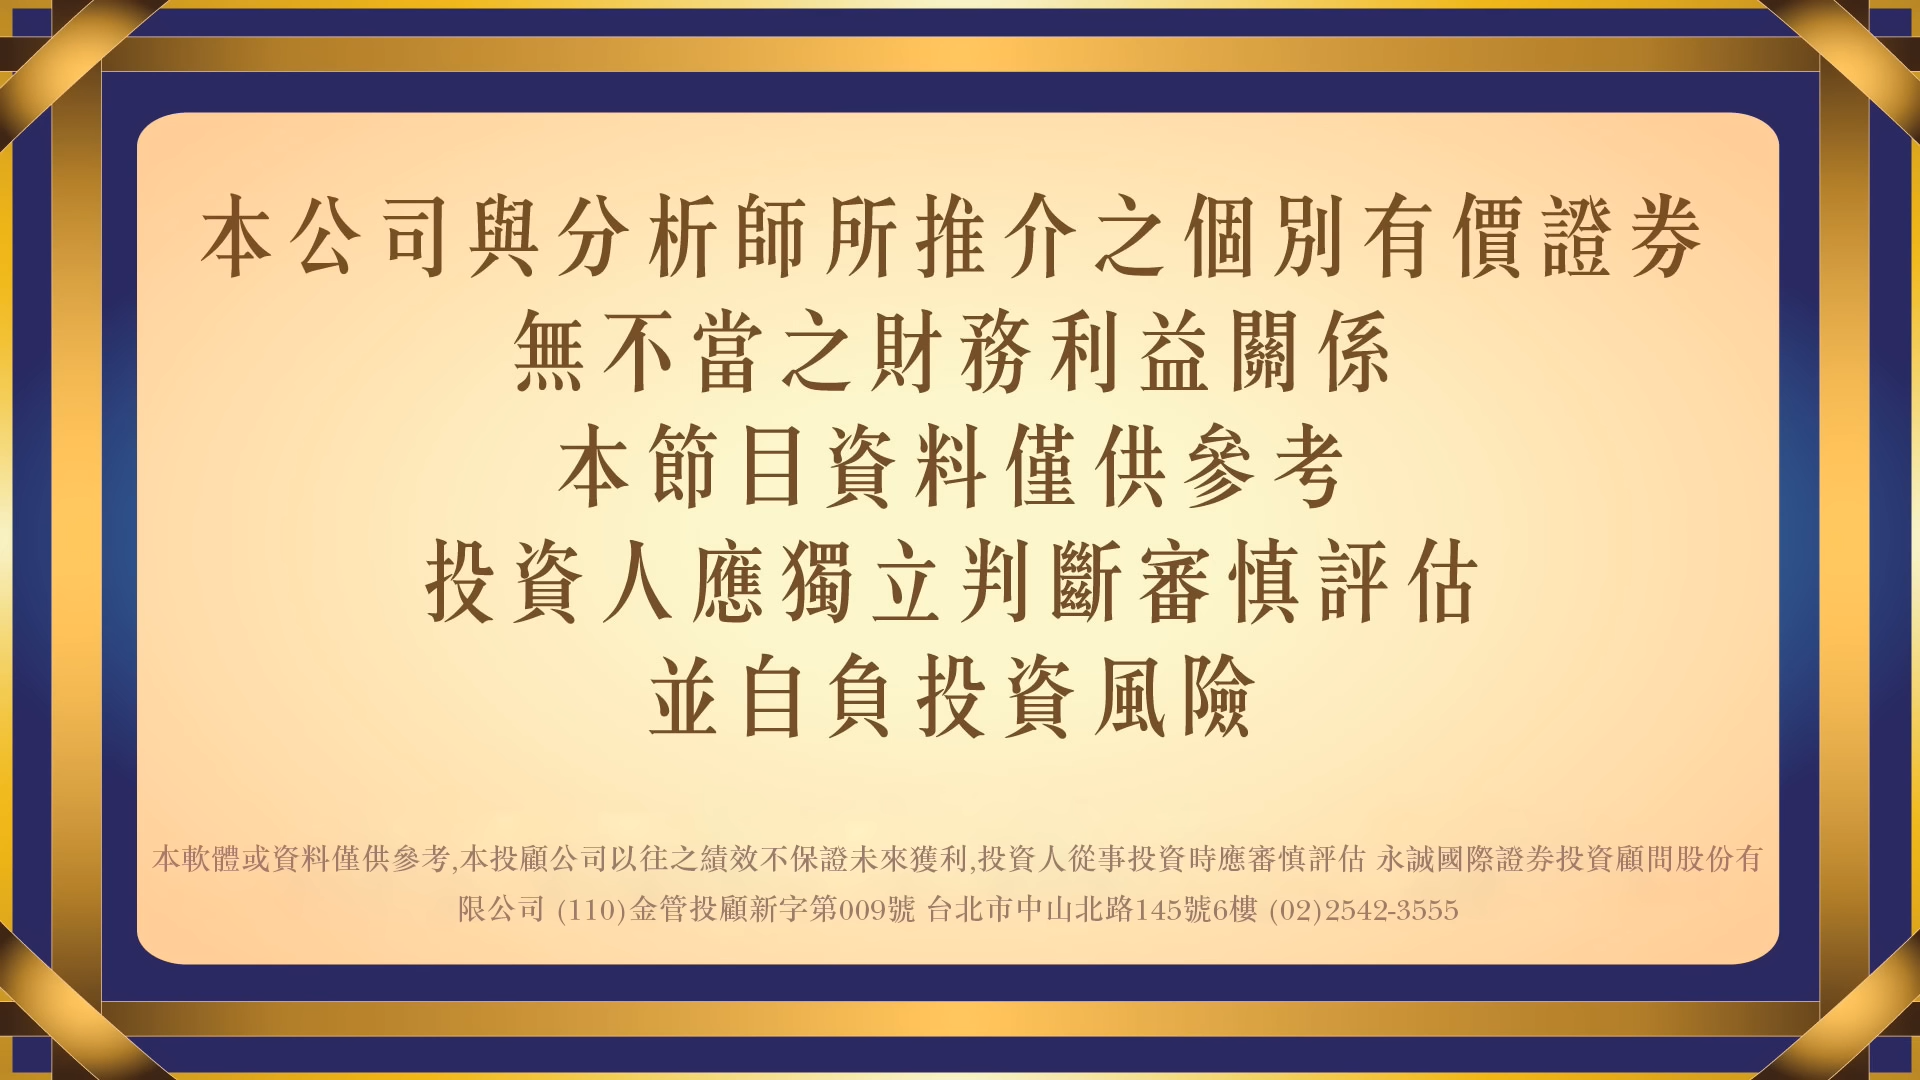 本公司與分析師所推介之個別有價證券
無不當之財務利益關係
本節目資料僅供參考
投資人應獨立判斷審慎評估
並自負投資風險
本軟體或資料僅供參考,本投顧公司以往之績效不保證未來獲利,投資人從事投資時應審慎評估 永誠國際證券投資顧問股份有
限公司 (110)金管投顧新字第009號 台北市中山北路145號6樓 (02)2542-3555